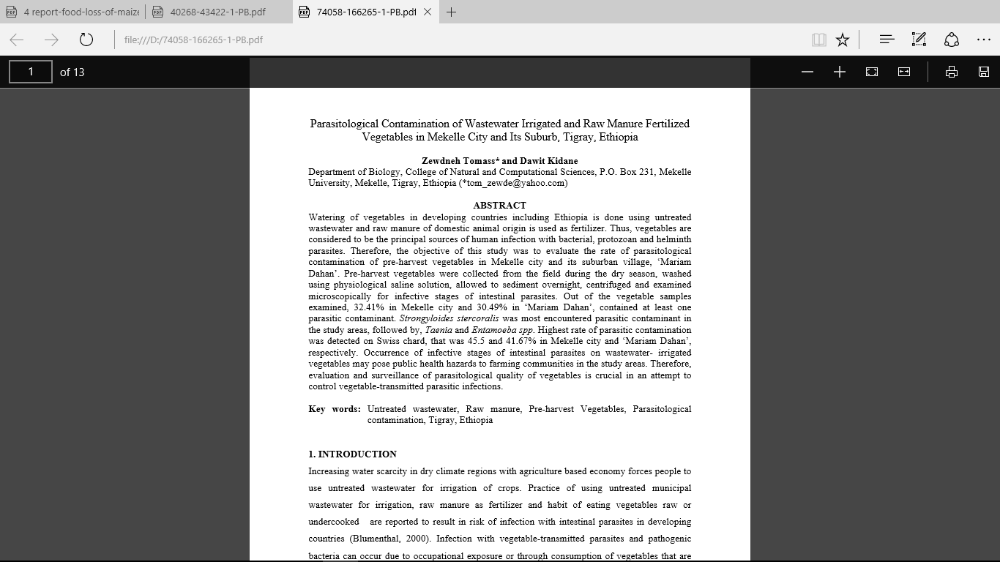 4 report-food-loss-of-maize
40268-43422-1-PB.pdf
74058-166265-1-PB.pdf
file:///D:/74058-166265-1-PB.pdf
1 of 13
Parasitological Contamination of Wastewater Irrigated and Raw Manure Fertilized
Vegetables in Mekelle City and Its Suburb, Tigray, Ethiopia
Zewdneh Tomass* and Dawit Kidane
Department of Biology, College of Natural and Computational Sciences, P.O. Box 231, Mekelle
University, Mekelle, Tigray, Ethiopia (*tom_zewde@yahoo.com)
ABSTRACT
Watering of vegetables in developing countries including Ethiopia is done using untreated
wastewater and raw manure of domestic animal origin is used as fertilizer. Thus, vegetables are
considered to be the principal sources of human infection with bacterial, protozoan and helminth
parasites. Therefore, the objective of this study was to evaluate the rate of parasitological
contamination of pre-harvest vegetables in Mekelle city and its suburban village, ‘Mariam
Dahan’. Pre-harvest vegetables were collected from the field during the dry season, washed
using physiological saline solution, allowed to sediment overnight, centrifuged and examined
microscopically for infective stages of intestinal parasites. Out of the vegetable samples
examined, 32.41% in Mekelle city and 30.49% in ‘Mariam Dahan’, contained at least one
parasitic contaminant. Strongyloides stercoralis was most encountered parasitic contaminant in
the study areas, followed by, Taenia and Entamoeba spp. Highest rate of parasitic contamination
was detected on Swiss chard, that was 45.5 and 41.67% in Mekelle city and ‘Mariam Dahan’,
respectively. Occurrence of infective stages of intestinal parasites on wastewater- irrigated
vegetables may pose public health hazards to farming communities in the study areas. Therefore,
evaluation and surveillance of parasitological quality of vegetables is crucial in an attempt to
control vegetable-transmitted parasitic infections.
Key words: Untreated wastewater, Raw manure, Pre-harvest Vegetables, Parasitological
contamination, Tigray, Ethiopia
1. INTRODUCTION
Increasing water scarcity in dry climate regions with agriculture based economy forces people to
use untreated wastewater for irrigation of crops. Practice of using untreated municipal
wastewater for irrigation, raw manure as fertilizer and habit of eating vegetables raw or
undercooked are reported to result in risk of infection with intestinal parasites in developing
countries (Blumenthal, 2000). Infection with vegetable-transmitted parasites and pathogenic
bacteria can occur due to occupational exposure or through consumption of vegetables that are